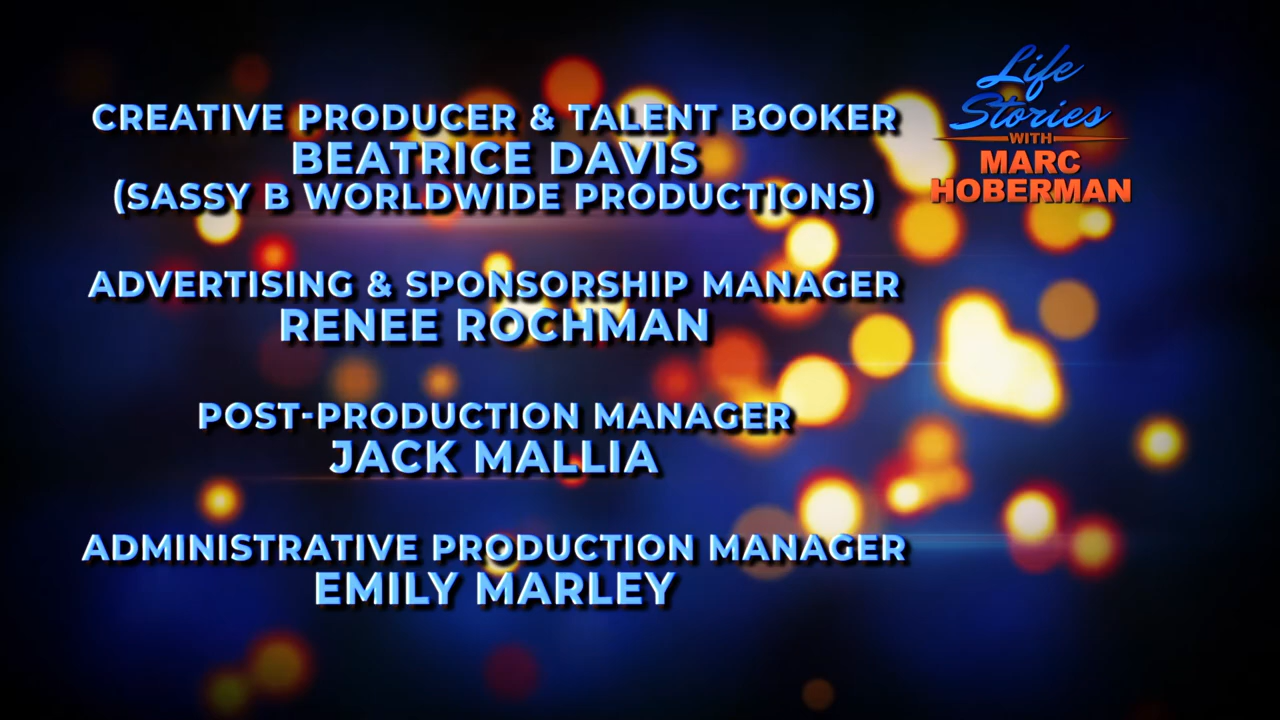 CREATIVE PRODUCER & TALENT BOOKER
BEATRICE DAVIS
(SASSY B WORLDWIDE PRODUCTIONS)
ADVERTISING & SPONSORSHIP MANAGER
RENEE ROCHMAN
POST-PRODUCTION MANAGER
JACK MALLIA
ADMINISTRATIVE PRODUCTION MANAGER
EMILY MARLEY
Life
Stories
WITH
MARC
HOBERMAN